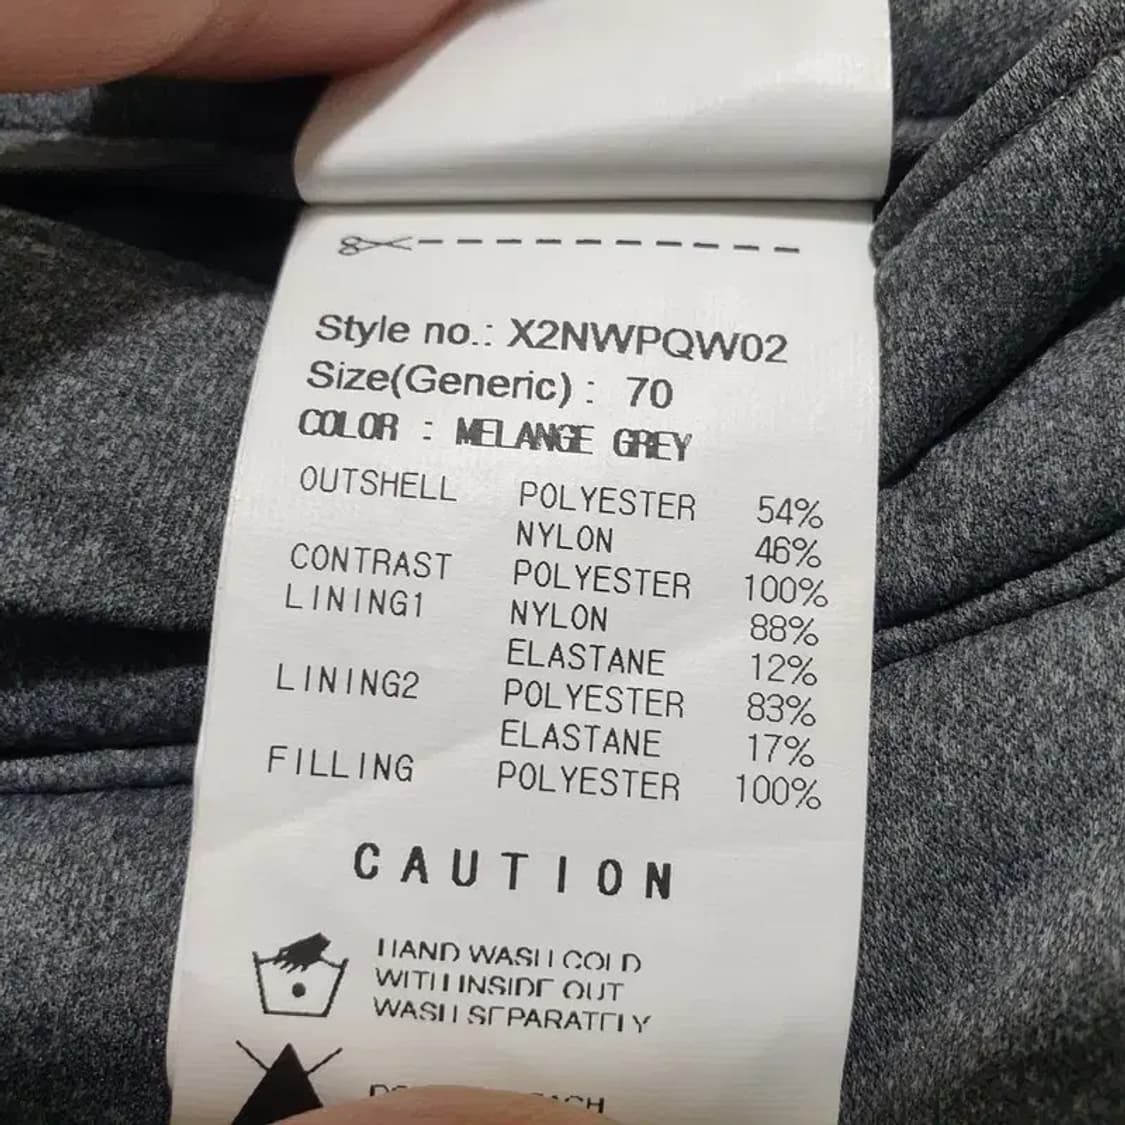 Style no.: X2NWPQW02
Size(Generic) : 70
COLOR : MELANGE GREY
OUTSHELL POLYESTER 54%
NYLON 46%
CONTRAST POLYESTER 100%
LINING1 NYLON 88%
ELASTANE 12%
LINING2 POLYESTER 83%
ELASTANE 17%
FILLING POLYESTER 100%
CAUTION
HAND WASH COLD
WITH INSIDE OUT
WASH SEPARATELY